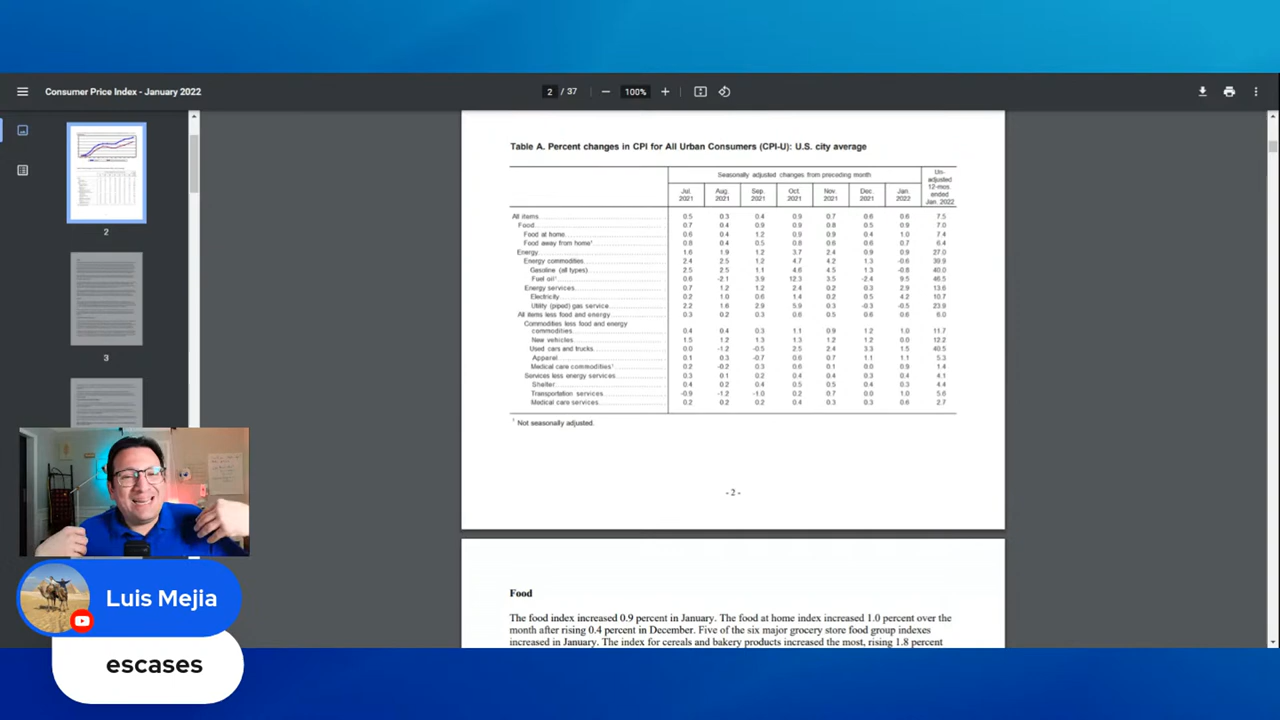 Consumer Price Index - January 2022
2 / 37
100%
2
3
Table A. Percent changes in CPI for All Urban Consumers (CPI-U): U.S. city average
Seasonally adjusted changes from preceding month
Un-
adjusted
12-mos.
ended
Jan. 2022
Jul. 2021 Aug. 2021 Sep. 2021 Oct. 2021 Nov. 2021 Dec. 2021 Jan. 2022
All items 0.5 0.3 0.4 0.9 0.7 0.6 0.6 7.5
Food 0.7 0.4 0.9 0.9 0.8 0.5 0.9 7.0
Food at home 0.6 0.4 1.2 0.9 0.9 0.4 1.0 7.4
Food away from home¹ 0.8 0.4 0.5 0.8 0.6 0.6 0.7 6.4
Energy 1.6 1.9 1.2 3.7 2.4 0.9 0.9 27.0
Energy commodities 2.4 2.5 1.2 4.7 4.2 1.3 -0.6 39.9
Gasoline (all types) 2.5 2.5 1.1 4.6 4.5 1.3 -0.8 40.0
Fuel oil¹ 0.6 -2.1 3.9 12.3 3.5 -2.4 9.5 46.5
Energy services 0.7 1.2 1.2 2.4 0.2 0.3 2.9 13.6
Electricity 0.2 1.0 0.6 1.4 0.2 0.5 4.2 10.7
Utility (piped) gas service 2.2 1.6 2.9 5.9 0.3 -0.3 -0.5 23.9
All items less food and energy 0.3 0.2 0.3 0.6 0.5 0.6 0.6 6.0
Commodities less food and energy
commodities 0.4 0.4 0.3 1.1 0.9 1.2 1.0 11.7
New vehicles 1.5 1.2 1.3 1.3 1.2 1.2 0.0 12.2
Used cars and trucks 0.0 -1.2 -0.5 2.5 2.4 3.3 1.5 40.5
Apparel 0.1 0.3 -0.7 0.6 0.7 1.1 1.1 5.3
Medical care commodities¹ 0.2 -0.2 0.3 0.6 0.1 0.0 0.9 1.4
Services less energy services 0.3 0.1 0.2 0.4 0.4 0.3 0.4 4.1
Shelter 0.4 0.2 0.4 0.5 0.5 0.4 0.3 4.4
Transportation services -0.9 -1.2 -1.0 0.2 0.7 0.0 1.0 5.6
Medical care services 0.2 0.2 0.2 0.4 0.3 0.3 0.6 2.7
¹ Not seasonally adjusted.
- 2 -
Food
The food index increased 0.9 percent in January. The food at home index increased 1.0 percent over the
month after rising 0.4 percent in December. Five of the six major grocery store food group indexes
increased in January. The index for cereals and bakery products increased the most, rising 1.8 percent
Luis Mejia
escases